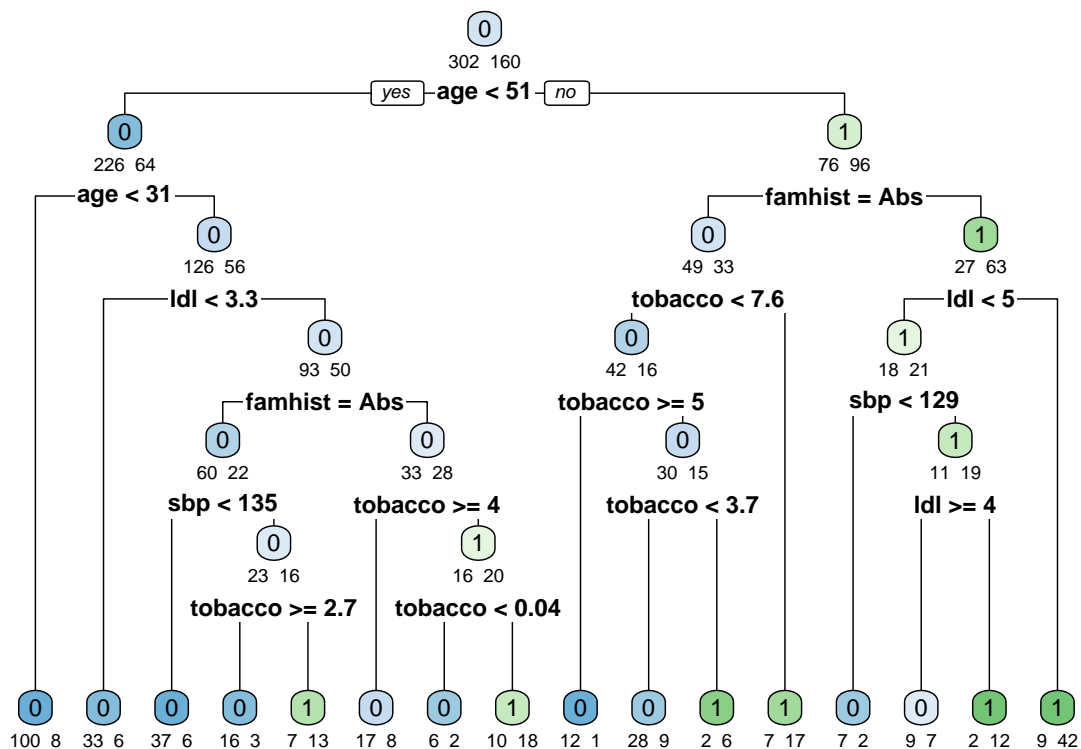 0
302 160
yes age < 51 no
0 1
226 64 76 96
age < 31 famhist = Abs
0 0 1
126 56 49 33 27 63
ldl < 3.3 tobacco < 7.6 ldl < 5
0 0 1
93 50 42 16 18 21
famhist = Abs tobacco >= 5 sbp < 129
0 0 0 1
60 22 33 28 30 15 11 19
sbp < 135 tobacco >= 4 tobacco < 3.7 ldl >= 4
0 1
23 16 16 20
tobacco >= 2.7 tobacco < 0.04
0 0 0 0 1 0 0 1 0 0 1 1 0 0 1 1
100 8 33 6 37 6 16 3 7 13 17 8 6 2 10 18 12 1 28 9 2 6 7 17 7 2 9 7 2 12 9 42